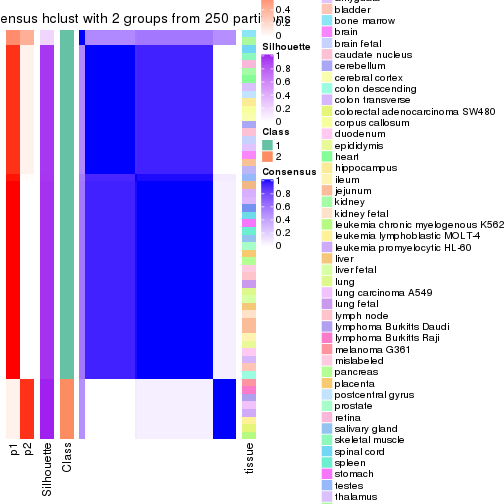 ensus hclust with 2 groups from 250 partitions
0.4
0.2
0
Silhouette
1
0.8
0.6
0.4
0.2
0
Class
1
2
Consensus
1
0.8
0.6
0.4
0.2
0
p1
p2
Silhouette
Class
tissue
bladder
bone marrow
brain
brain fetal
caudate nucleus
cerebellum
cerebral cortex
colon descending
colon transverse
colorectal adenocarcinoma SW480
corpus callosum
duodenum
epididymis
heart
hippocampus
ileum
jejunum
kidney
kidney fetal
leukemia chronic myelogenous K562
leukemia lymphoblastic MOLT-4
leukemia promyelocytic HL-60
liver
liver fetal
lung
lung carcinoma A549
lung fetal
lymph node
lymphoma Burkitts Daudi
lymphoma Burkitts Raji
melanoma G361
mislabeled
pancreas
placenta
postcentral gyrus
prostate
retina
salivary gland
skeletal muscle
spinal cord
spleen
stomach
testes
thalamus